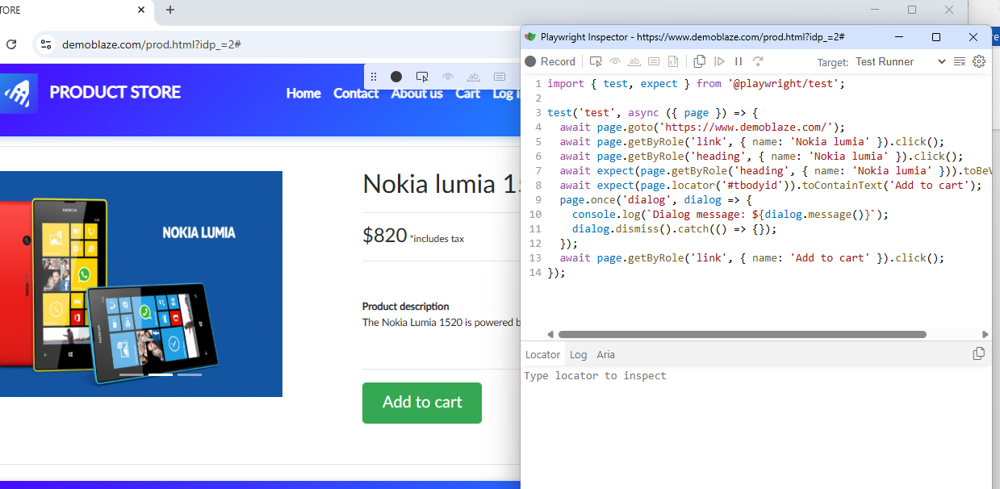 TORE
demoblaze.com/prod.html?idp_=2#
PRODUCT STORE
Home Contact About us Cart Log i
NOKIA LUMIA
NOKIA
Nokia lumia 15
$820 *includes tax
Product description
The Nokia Lumia 1520 is powered b
Add to cart
Playwright Inspector - https://www.demoblaze.com/prod.html?idp_=2#
Record
Target: Test Runner
1 import { test, expect } from '@playwright/test';
2
3 test('test', async ({ page }) => {
4 await page.goto('https://www.demoblaze.com/');
5 await page.getByRole('link', { name: 'Nokia lumia' }).click();
6 await page.getByRole('heading', { name: 'Nokia lumia' }).click();
7 await expect(page.getByRole('heading', { name: 'Nokia lumia' })).toBeV
8 await expect(page.locator('#tbodyid')).toContainText('Add to cart');
9 page.once('dialog', dialog => {
10 console.log(`Dialog message: ${dialog.message()}`);
11 dialog.dismiss().catch(() => {});
12 });
13 await page.getByRole('link', { name: 'Add to cart' }).click();
14 });
Locator Log Aria
Type locator to inspect